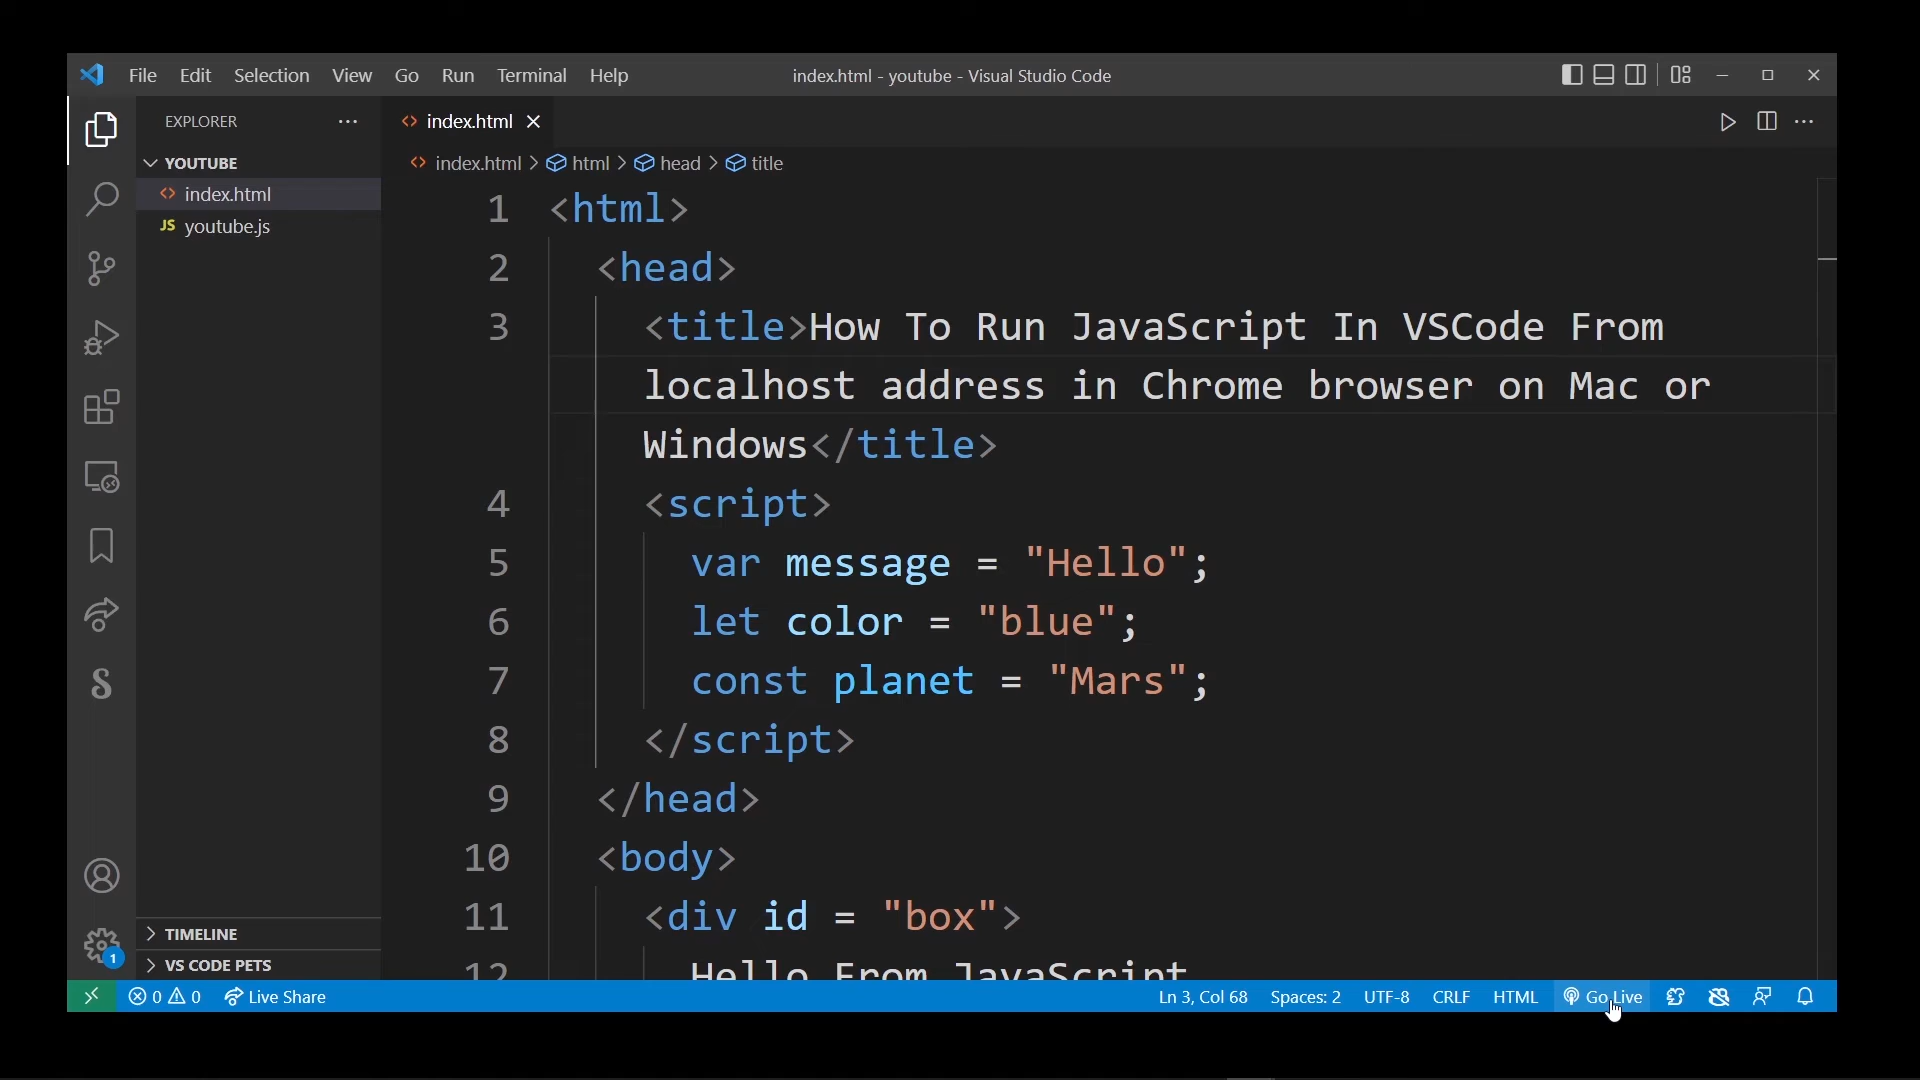 File Edit Selection View Go Run Terminal Help index.html - youtube - Visual Studio Code
EXPLORER
YOUTUBE
index.html
JS youtube.js
TIMELINE
VS CODE PETS
1
index.html
index.html > html > head > title
1 <html>
2 <head>
3 <title>How To Run JavaScript In VSCode From
localhost address in Chrome browser on Mac or
Windows</title>
4 <script>
5 var message = "Hello";
6 let color = "blue";
7 const planet = "Mars";
8 </script>
9 </head>
10 <body>
11 <div id = "box">
12 Hello From JavaScript
0 0 Live Share Ln 3, Col 68 Spaces: 2 UTF-8 CRLF HTML Go Live